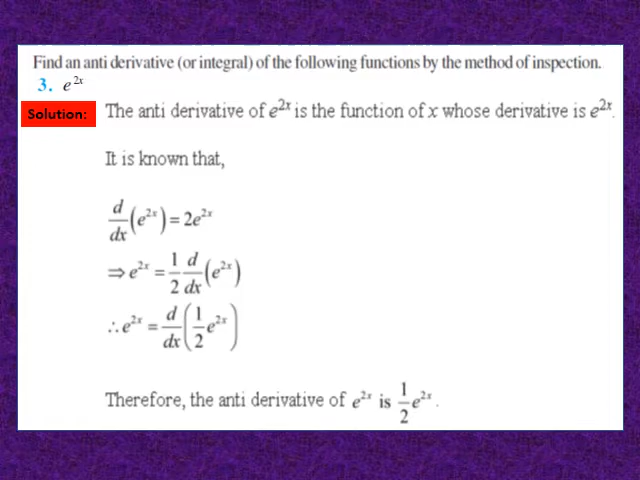 Find an anti derivative (or integral) of the following functions by the method of inspection.
3. e^{2x}
Solution: The anti derivative of e^{2x} is the function of x whose derivative is e^{2x}.
It is known that,
d/dx (e^{2x}) = 2e^{2x}
⇒ e^{2x} = 1/2 d/dx (e^{2x})
∴ e^{2x} = d/dx (1/2 e^{2x})
Therefore, the anti derivative of e^{2x} is 1/2 e^{2x}.